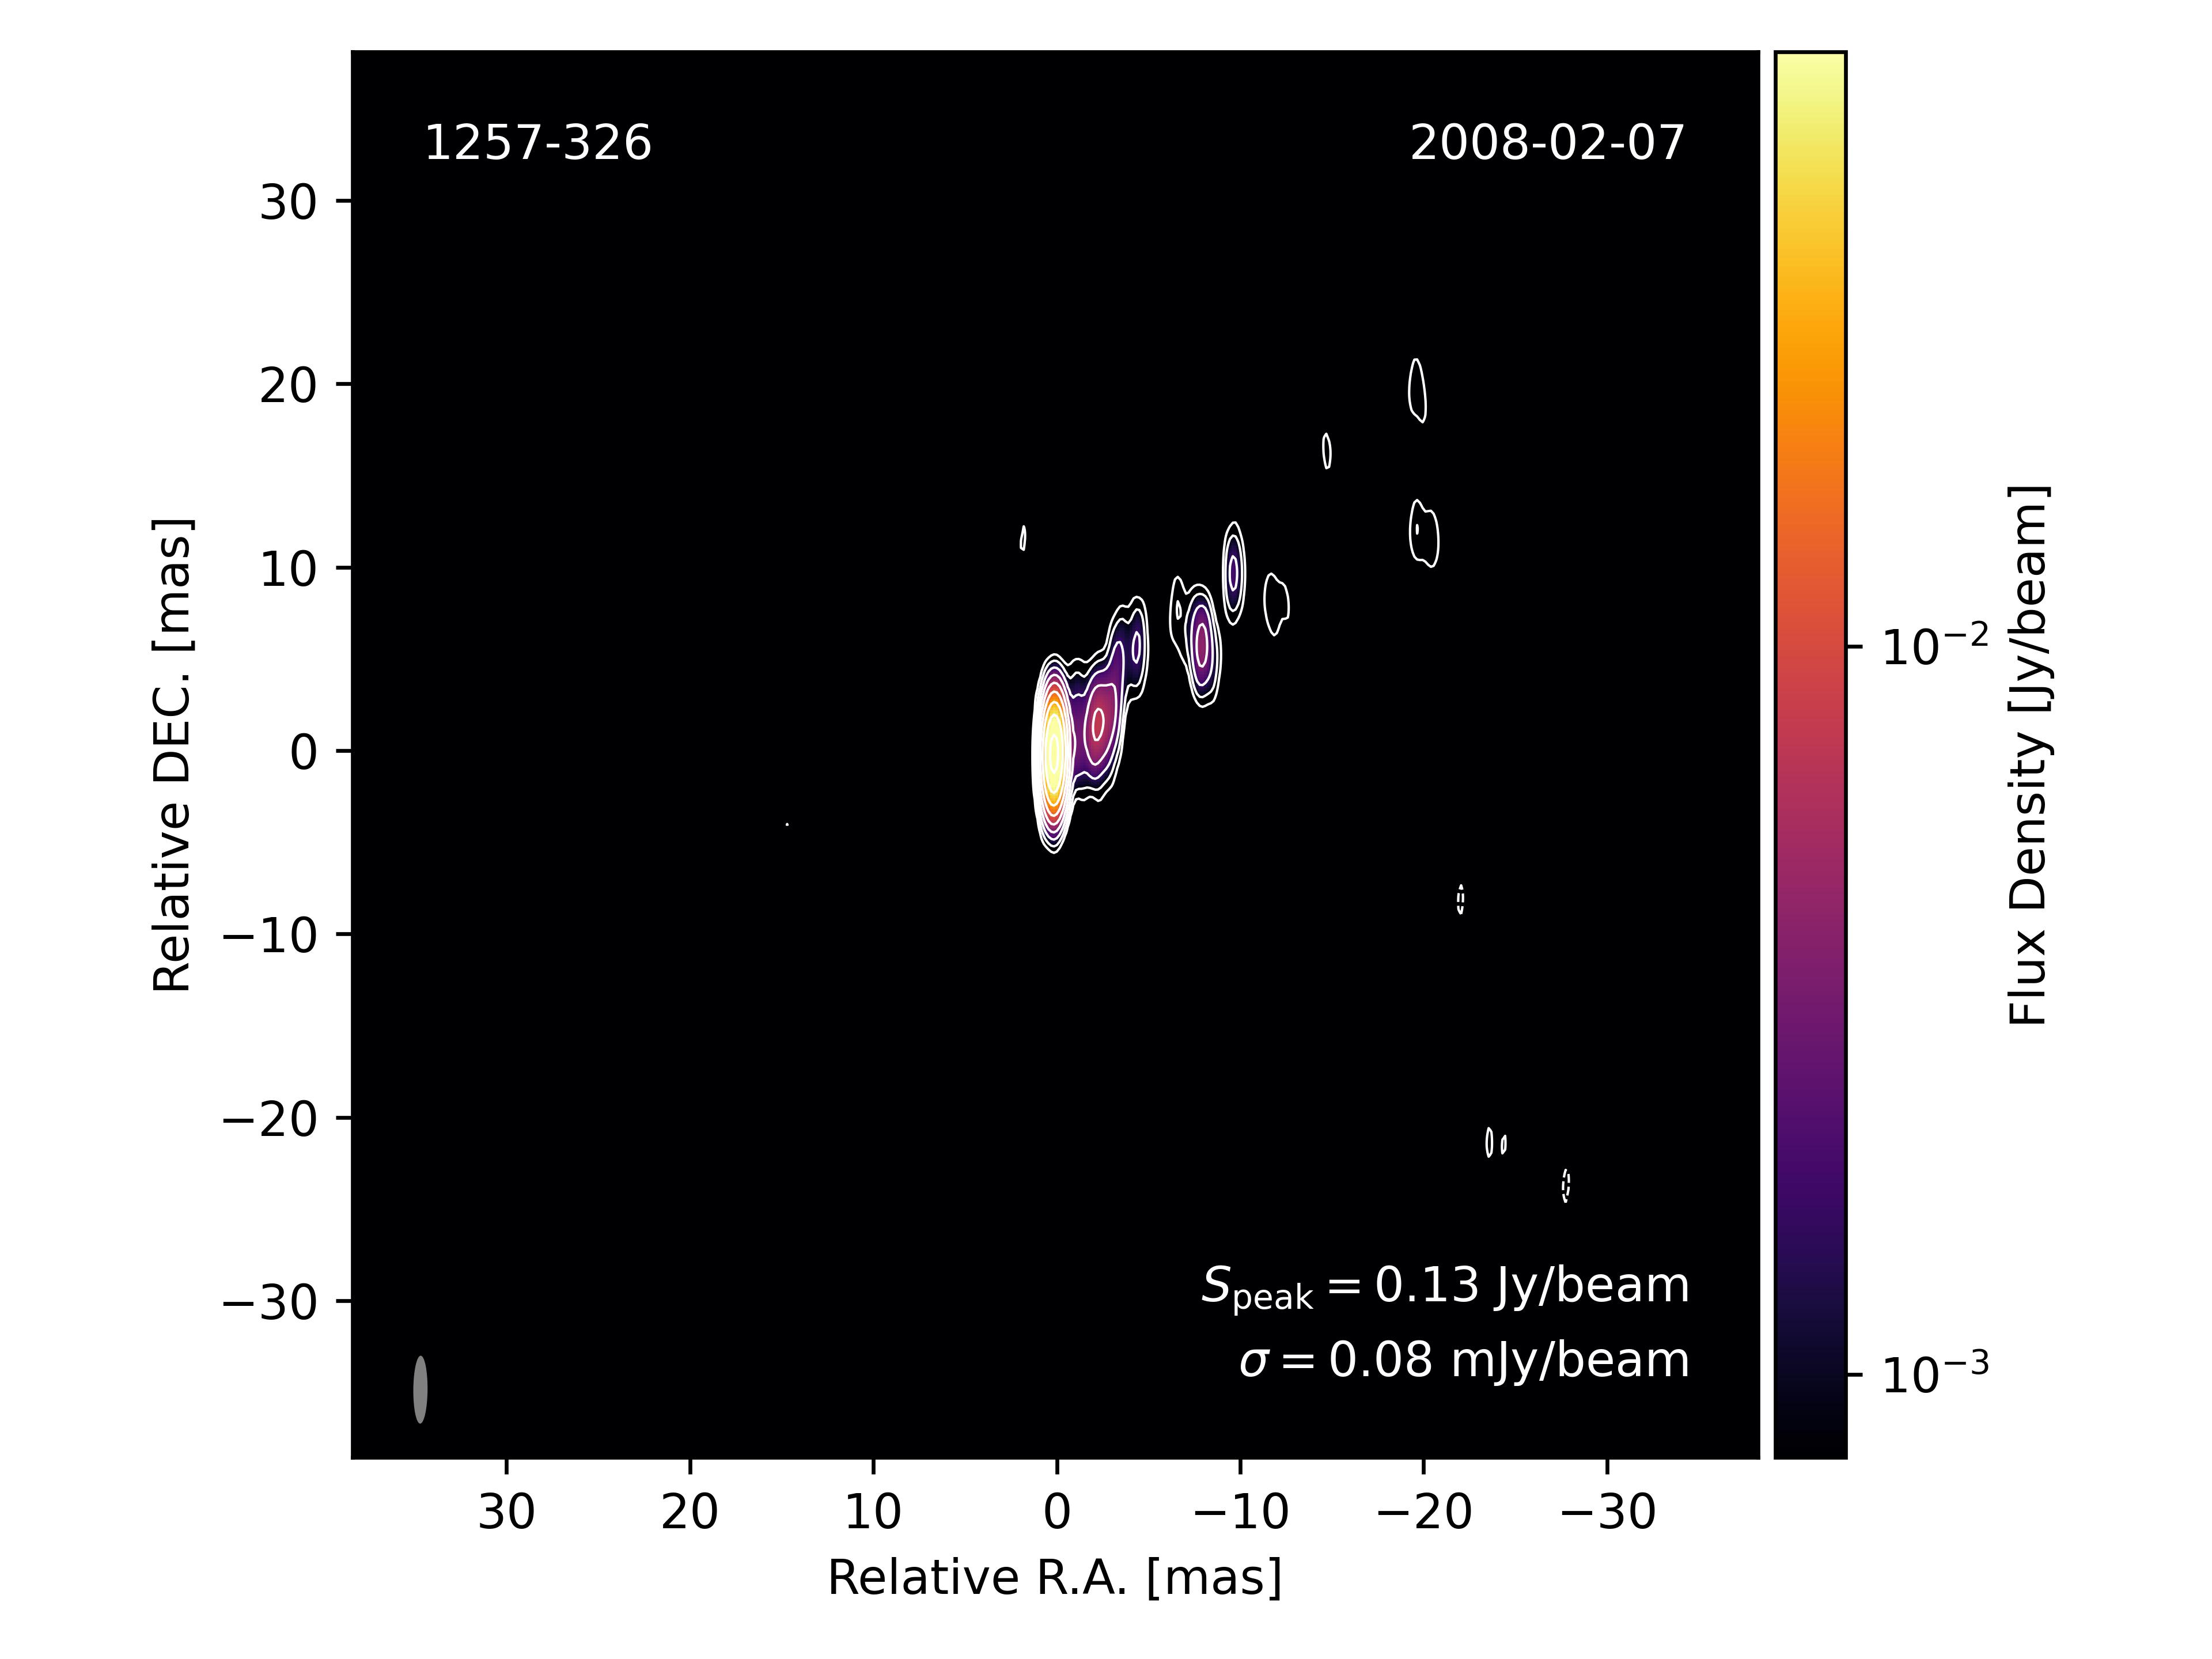 1257-326
2008-02-07
30
20
10
0
−10
−20
−30
Relative DEC. [mas]
S_peak = 0.13 Jy/beam
σ = 0.08 mJy/beam
30 20 10 0 −10 −20 −30
Relative R.A. [mas]
10⁻²
10⁻³
Flux Density [Jy/beam]